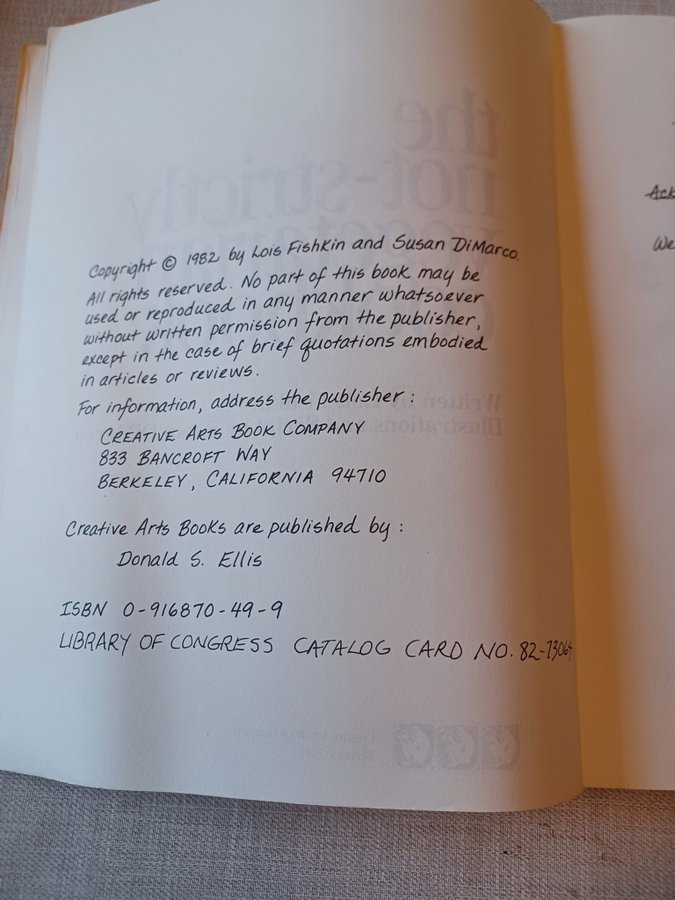 Copyright © 1982 by Lois Fishkin and Susan DiMarco.
All rights reserved. No part of this book may be
used or reproduced in any manner whatsoever
without written permission from the publisher,
except in the case of brief quotations embodied
in articles or reviews.
For information, address the publisher:
CREATIVE ARTS BOOK COMPANY
833 BANCROFT WAY
BERKELEY, CALIFORNIA 94710
Creative Arts Books are published by:
Donald S. Ellis
ISBN 0-916870-49-9
LIBRARY OF CONGRESS CATALOG CARD NO.
We
the
not-strictly